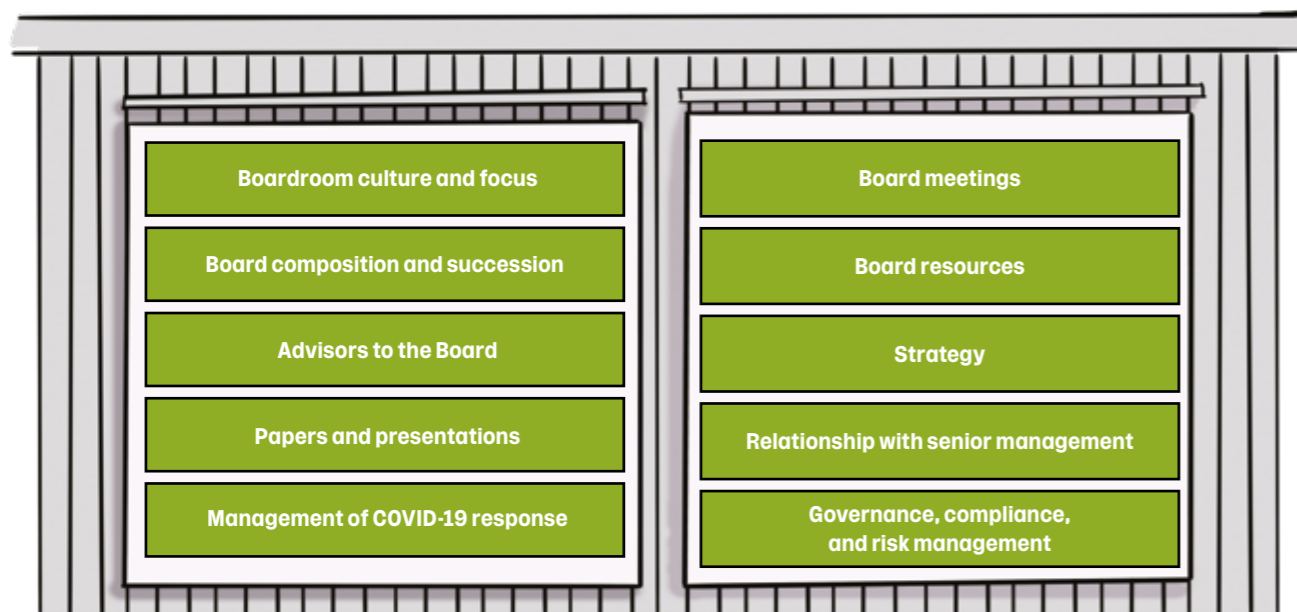 Boardroom culture and focus
Board composition and succession
Advisors to the Board
Papers and presentations
Management of COVID-19 response
Board meetings
Board resources
Strategy
Relationship with senior management
Governance, compliance,
and risk management